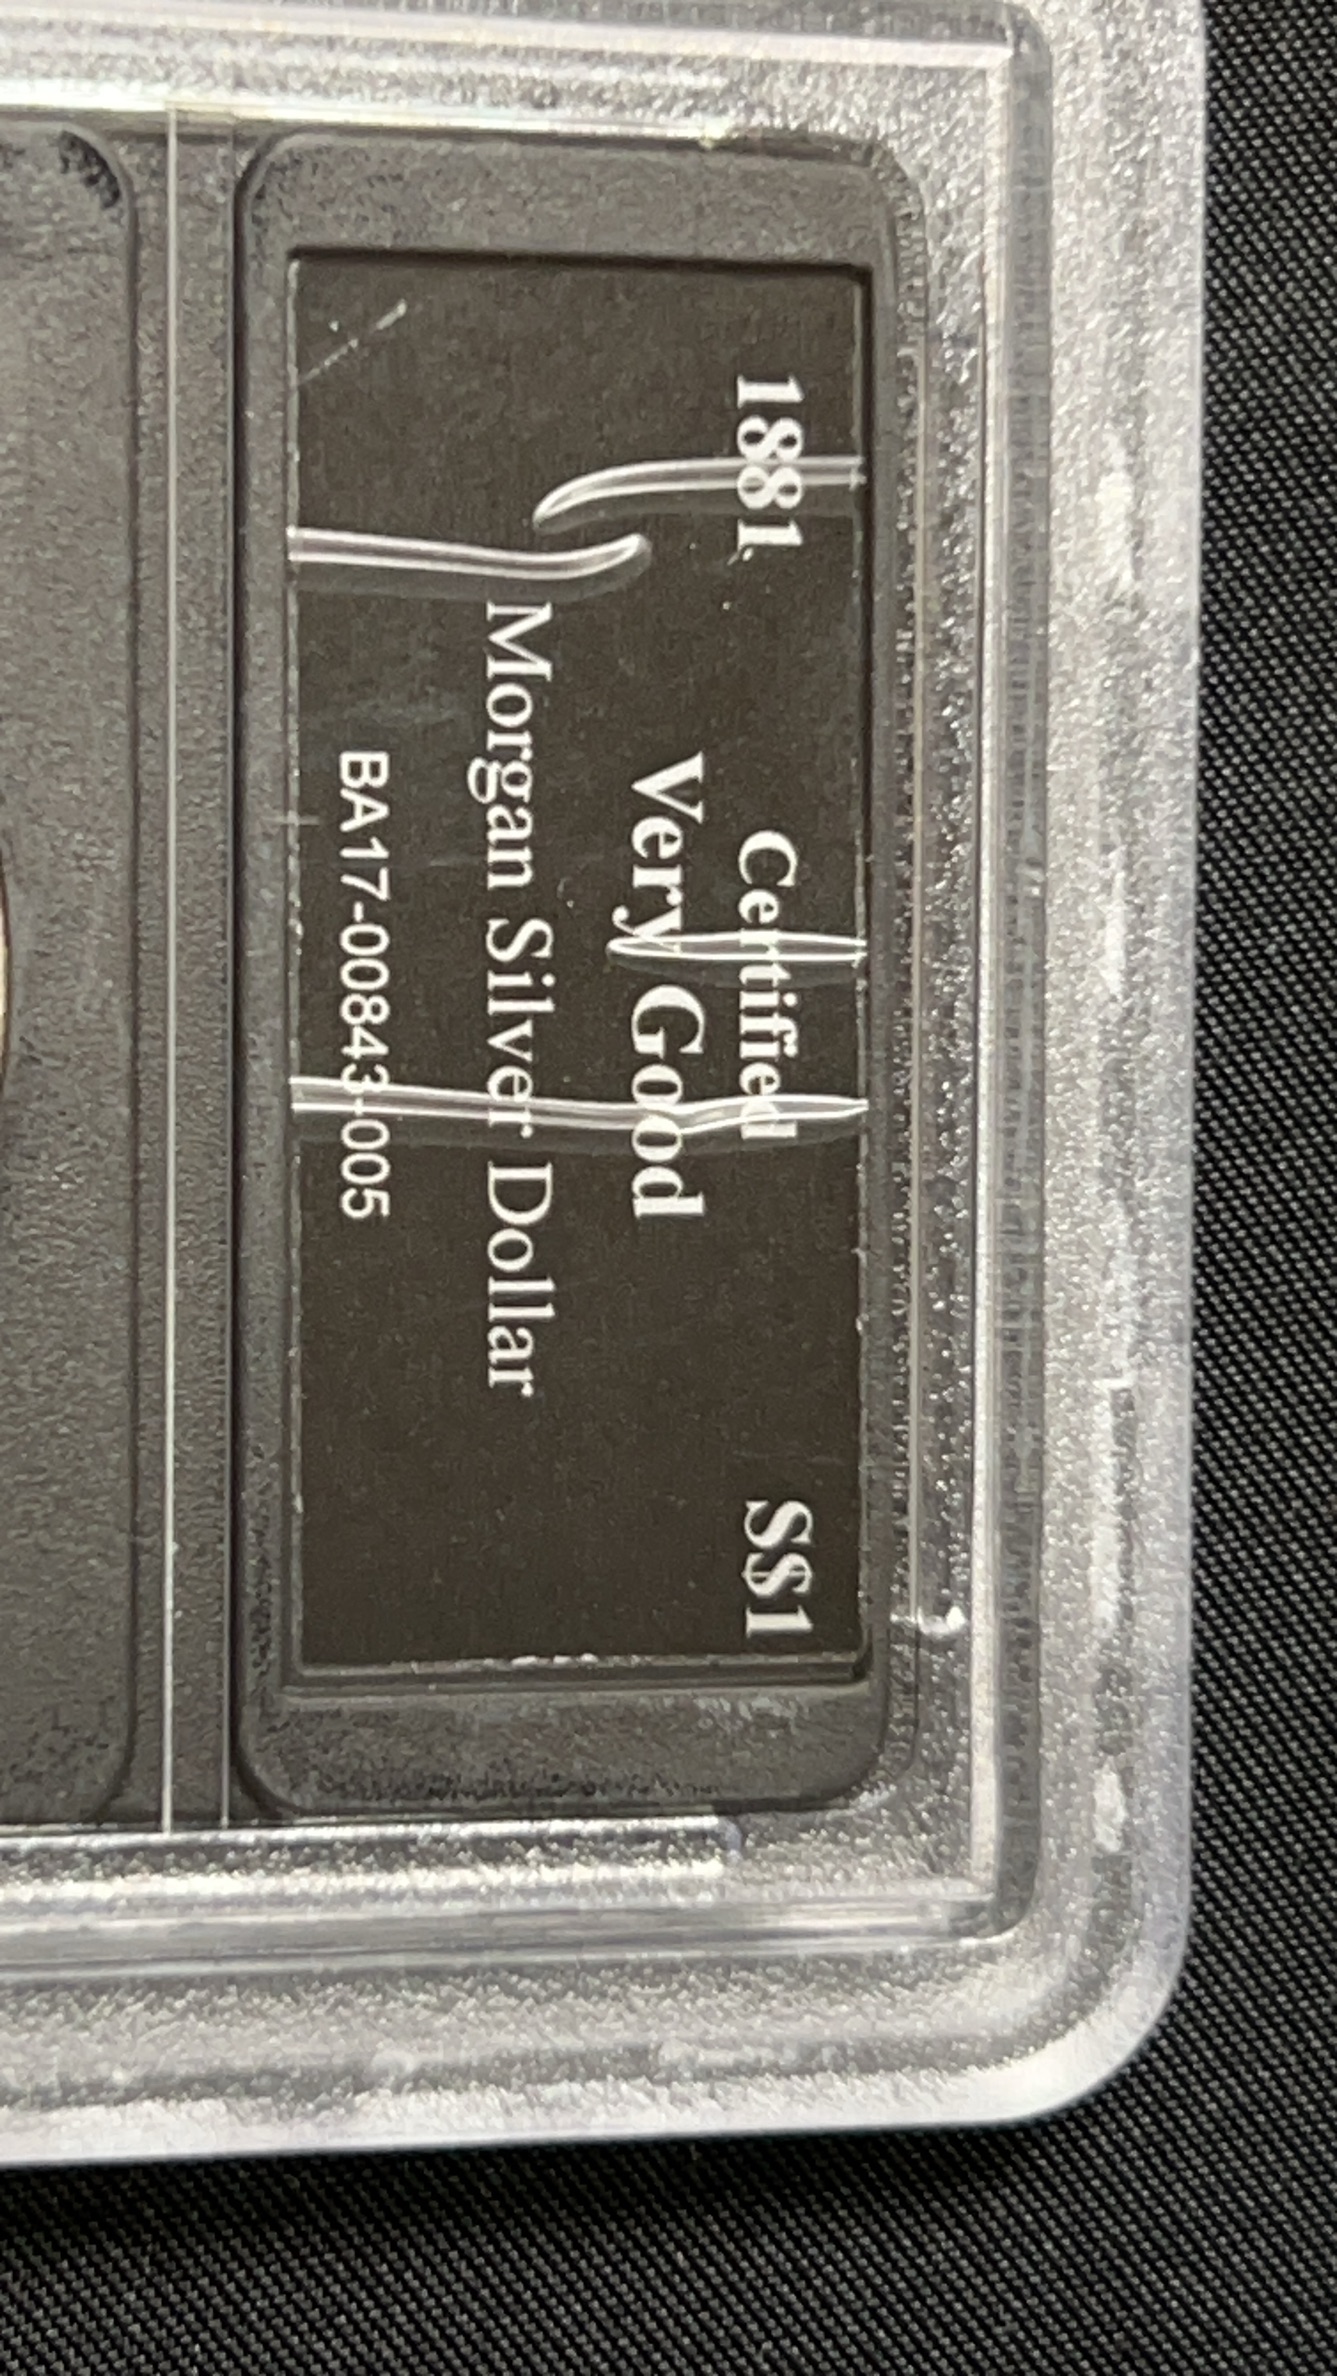 1881 Certified S$1
Very Good
Morgan Silver Dollar
BA17-00843-005